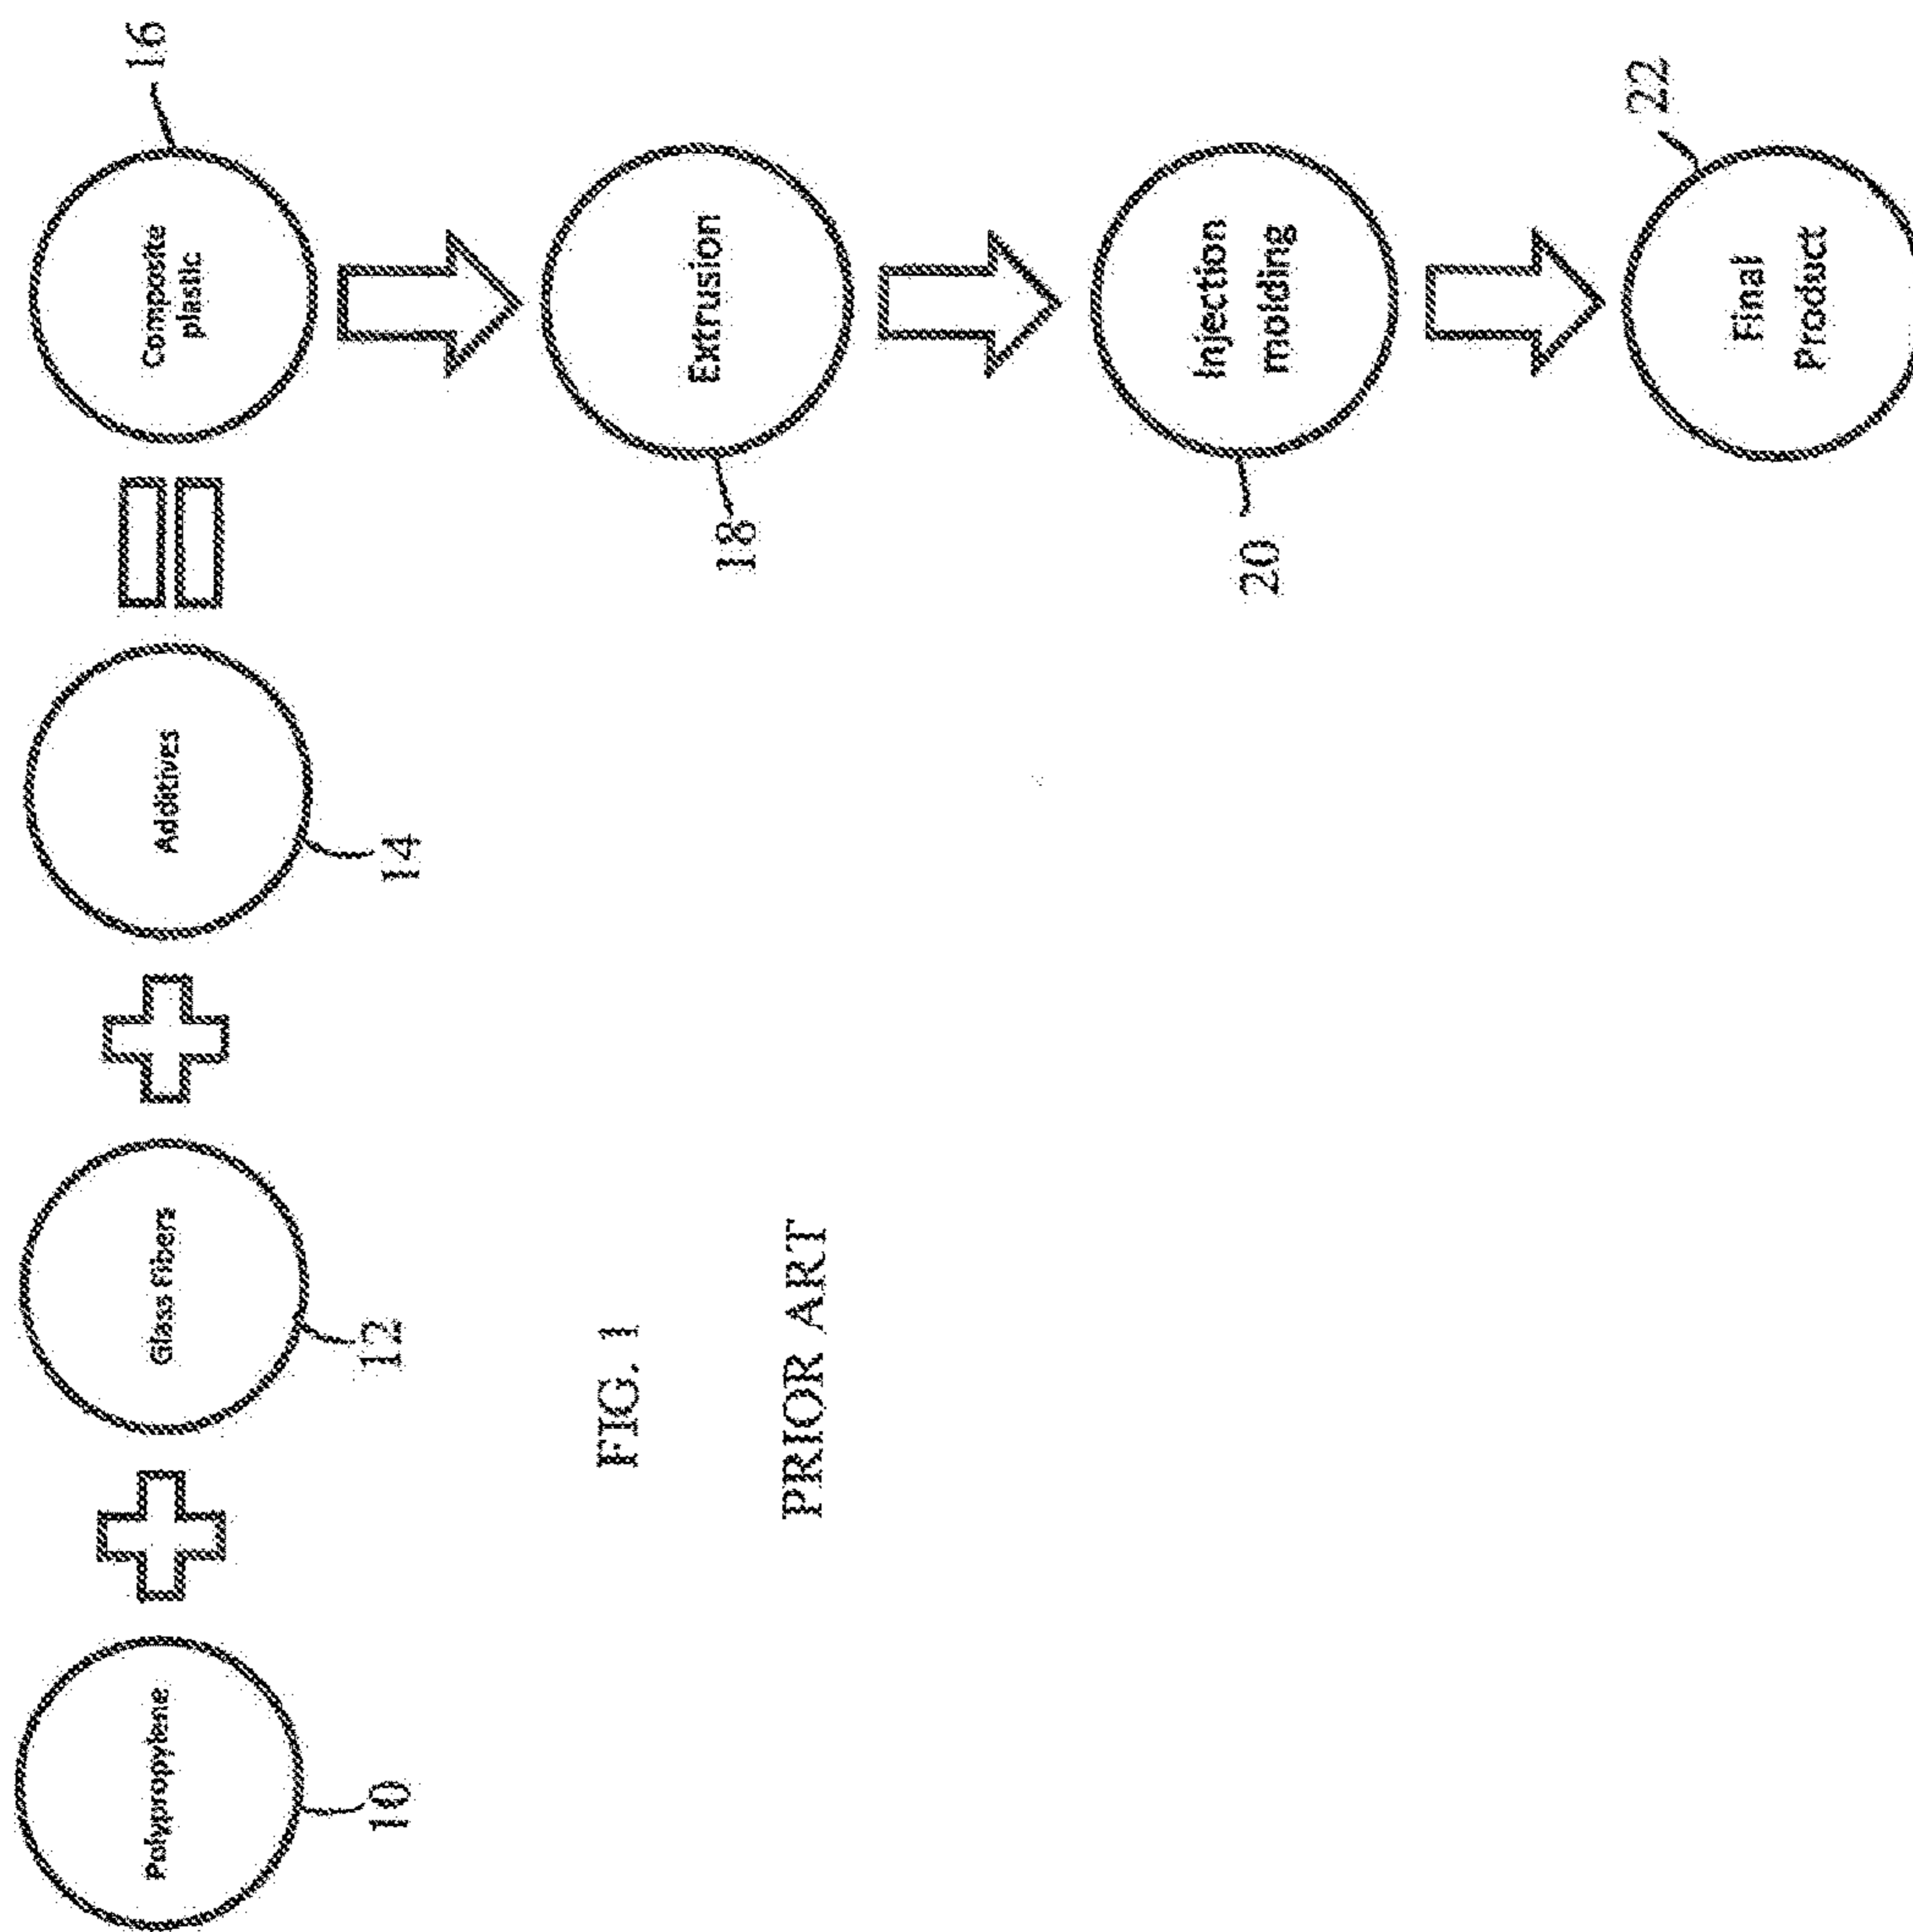 Polypropylene
10
Glass Fibers
12
Additives
14
Composite
plastic
16
Extrusion
18
Injection
molding
20
Final
Product
22
FIG. 1
PRIOR ART